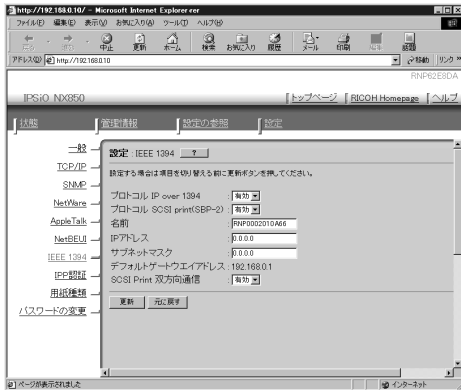 http://192.168.0.10/ - Microsoft Internet Explorer ver
ファイル(F) 編集(E) 表示(V) お気に入り(A) ツール(T) ヘルプ(H)
戻る 進む 中止 更新 ホーム 検索 お気に入り 履歴 メール 印刷 編集 話題
アドレス(D) http://192.168.0.10 移動 リンク »
RNP62E8DA
IPSiO NX850 トップページ RICOH Homepage ヘルプ
状態 管理情報 設定の参照 設定
一般
TCP/IP
SNMP
NetWare
AppleTalk
NetBEUI
IEEE 1394
IPP認証
用紙種類
パスワードの変更
設定 : IEEE 1394 ?
設定する場合は項目を切り替える前に更新ボタンを押してください。
プロトコル IP over 1394 : 有効
プロトコル SCSI print(SBP-2) : 有効
名前 : RNP0002010A66
IPアドレス : 0.0.0.0
サブネットマスク : 0.0.0.0
デフォルトゲートウエイアドレス : 192.168.0.1
SCSI Print 双方向通信 : 有効
更新 元に戻す
ページが表示されました インターネット